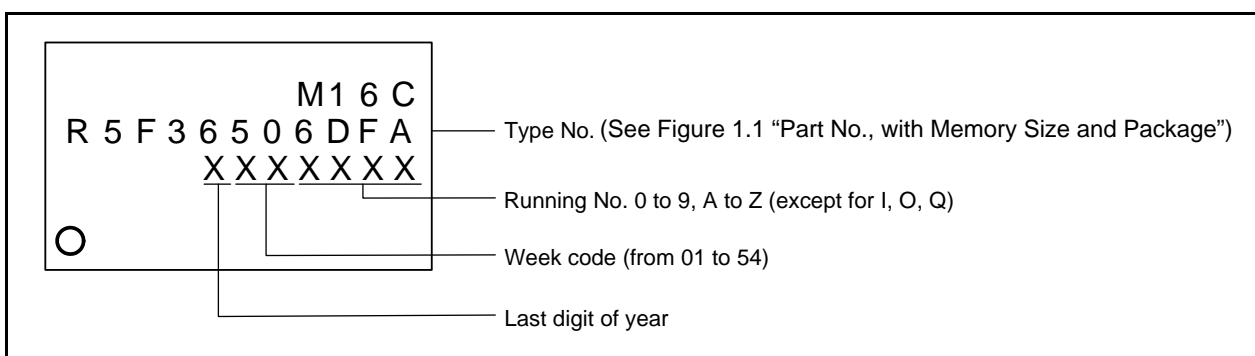 M16C
R5F36506DFA
Type No. (See Figure 1.1 “Part No., with Memory Size and Package”)
XXXXXXX
Running No. 0 to 9, A to Z (except for I, O, Q)
Week code (from 01 to 54)
Last digit of year